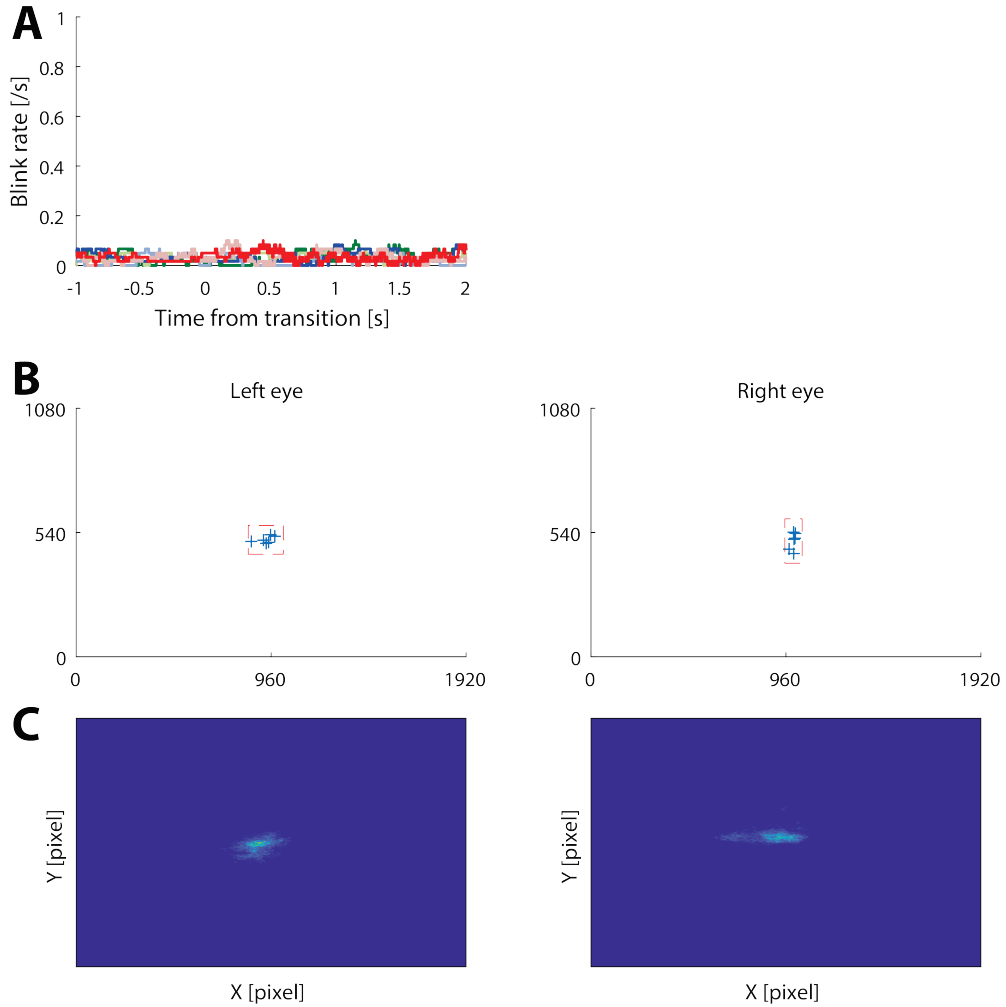 A
1
0.8
0.6
0.4
0.2
0
Blink rate [/s]
-1 -0.5 0 0.5 1 1.5 2
Time from transition [s]
B
Left eye
1080
540
0
0 960 1920
Right eye
1080
540
0
0 960 1920
C
Y [pixel]
X [pixel]
Y [pixel]
X [pixel]